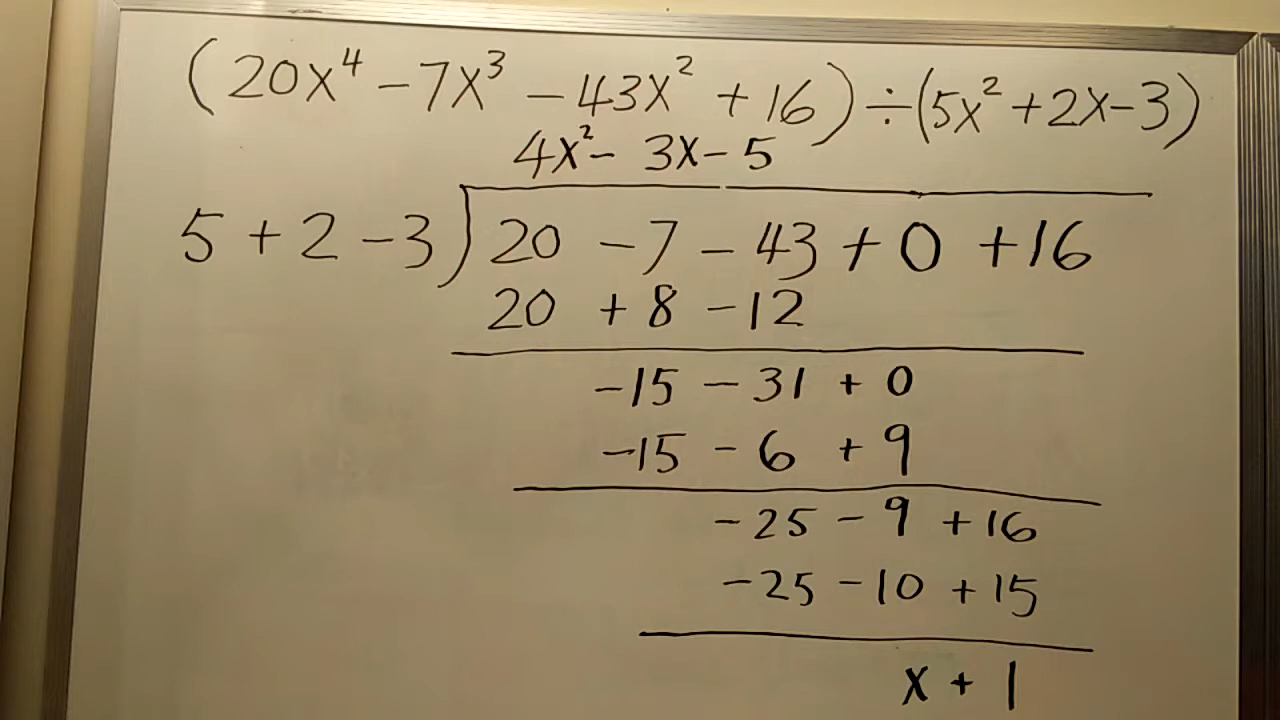 (20x⁴ - 7x³ - 43x² + 16) ÷ (5x² + 2x - 3)
4x² - 3x - 5
5 + 2 - 3 ) 20 - 7 - 43 + 0 + 16
20 + 8 - 12
-15 - 31 + 0
-15 - 6 + 9
-25 - 9 + 16
-25 - 10 + 15
x + 1